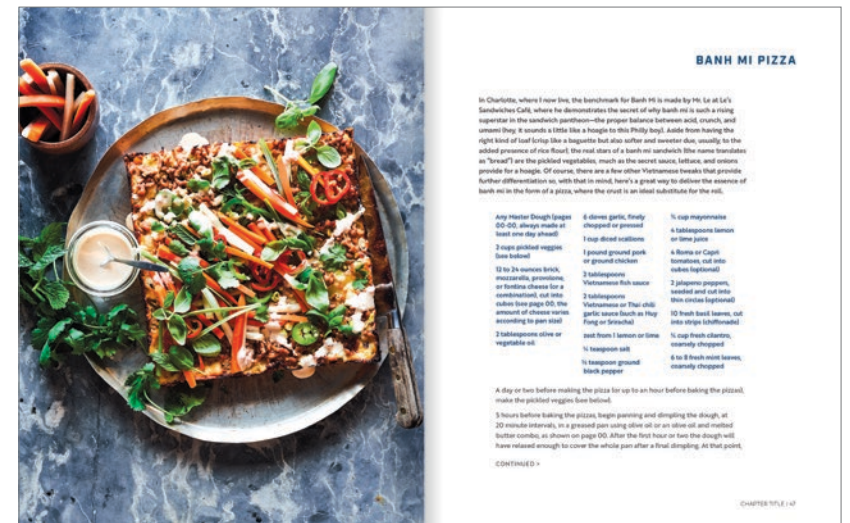 BANH MI PIZZA
In Charlotte, where I now live, the benchmark for Banh Mi is made by Mr. Le at Le's
Sandwiches Café, where he demonstrates the secret of why banh mi is such a rising
superstar in the sandwich pantheon—the proper balance between acid, crunch, and
umami (hey, it sounds a little like a hoagie to this Philly boy). Aside from having the
right kind of loaf (crisp like a baguette but also softer and sweeter due, usually, to the
added presence of rice flour), the real stars of a banh mi sandwich (the name translates
as "bread") are the pickled vegetables, much as the secret sauce, lettuce, and onions
provide for a hoagie. Of course, there are a few other Vietnamese tweaks that provide
further differentiation so, with that in mind, here's a great way to deliver the essence of
banh mi in the form of a pizza, where the crust is an ideal substitute for the roll.
Any Master Dough (pages
00-00, always made at
least one day ahead)
2 cups pickled veggies
(see below)
12 to 24 ounces brick,
mozzarella, provolone,
or fontina cheese (or a
combination), cut into
cubes (see page 00, the
amount of cheese varies
according to pan size)
2 tablespoons olive or
vegetable oil
6 cloves garlic, finely
chopped or pressed
1 cup diced scallions
1 pound ground pork
or ground chicken
2 tablespoons
Vietnamese fish sauce
2 tablespoons
Vietnamese or Thai chili
garlic sauce (such as Huy
Fong or Sriracha)
zest from 1 lemon or lime
teaspoon salt
teaspoon ground
black pepper
cup mayonnaise
4 tablespoons lemon
or lime juice
4 Roma or Capri
tomatoes, cut into
cubes (optional)
2 jalapeno peppers,
seeded and cut into
thin circles (optional)
10 fresh basil leaves, cut
into strips (chiffonade)
cup fresh cilantro,
coarsely chopped
6 to 8 fresh mint leaves,
coarsely chopped
A day or two before making the pizza (or up to an hour before baking the pizzas),
make the pickled veggies (see below).
5 hours before baking the pizzas, begin panning and dimpling the dough, at
20 minute intervals, in a greased pan using olive oil or an olive oil and melted
butter combo, as shown on page 00. After the first hour or two the dough will
have relaxed enough to cover the whole pan after a final dimpling. At that point,
CONTINUED >
CHAPTER TITLE | 47